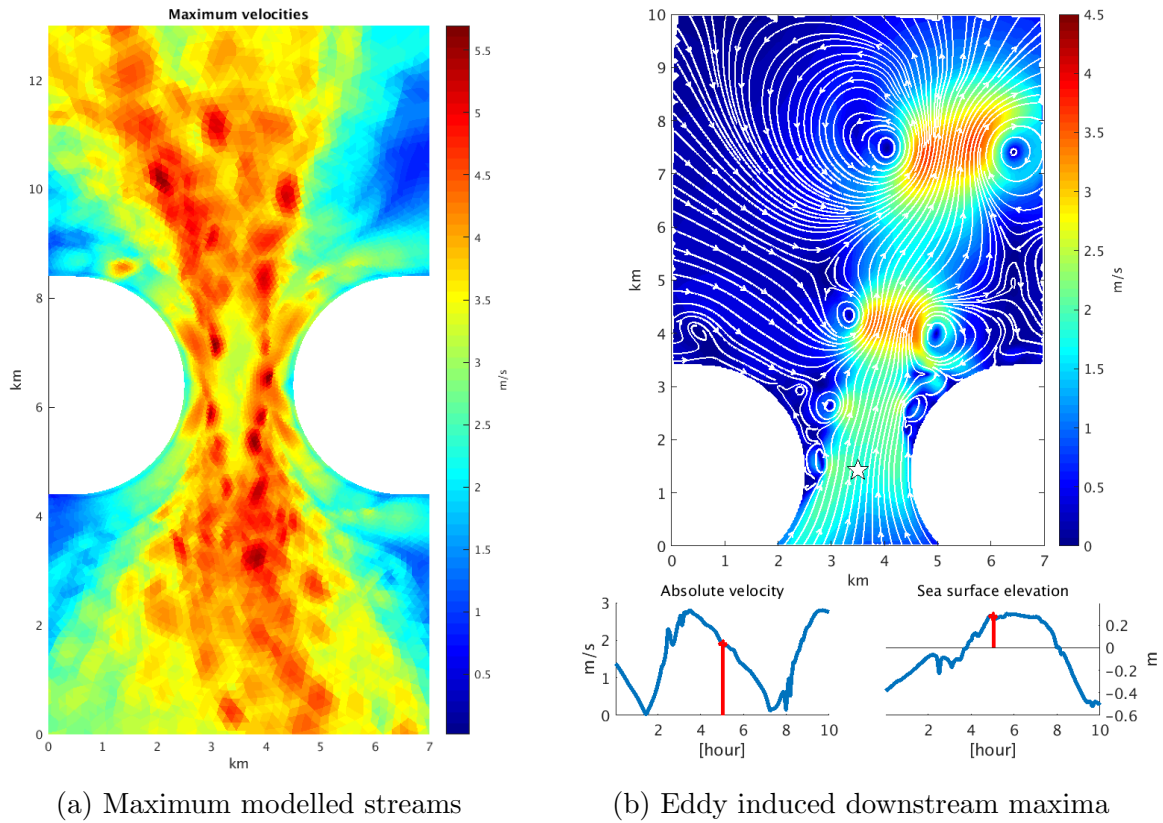 Maximum velocities
12
10
8
6
4
2
0
km
0 1 2 3 4 5 6 7
km
5.5
5
4.5
4
3.5
3
2.5
2
1.5
1
0.5
m/s
10
9
8
7
6
5
4
3
2
1
0
km
0 1 2 3 4 5 6 7
km
4.5
4
3.5
3
2.5
2
1.5
1
0.5
0
m/s
Absolute velocity
3
2
1
0
m/s
2 4 6 8 10
[hour]
Sea surface elevation
0.2
0
-0.2
-0.4
-0.6
m
2 4 6 8 10
[hour]
(a) Maximum modelled streams
(b) Eddy induced downstream maxima